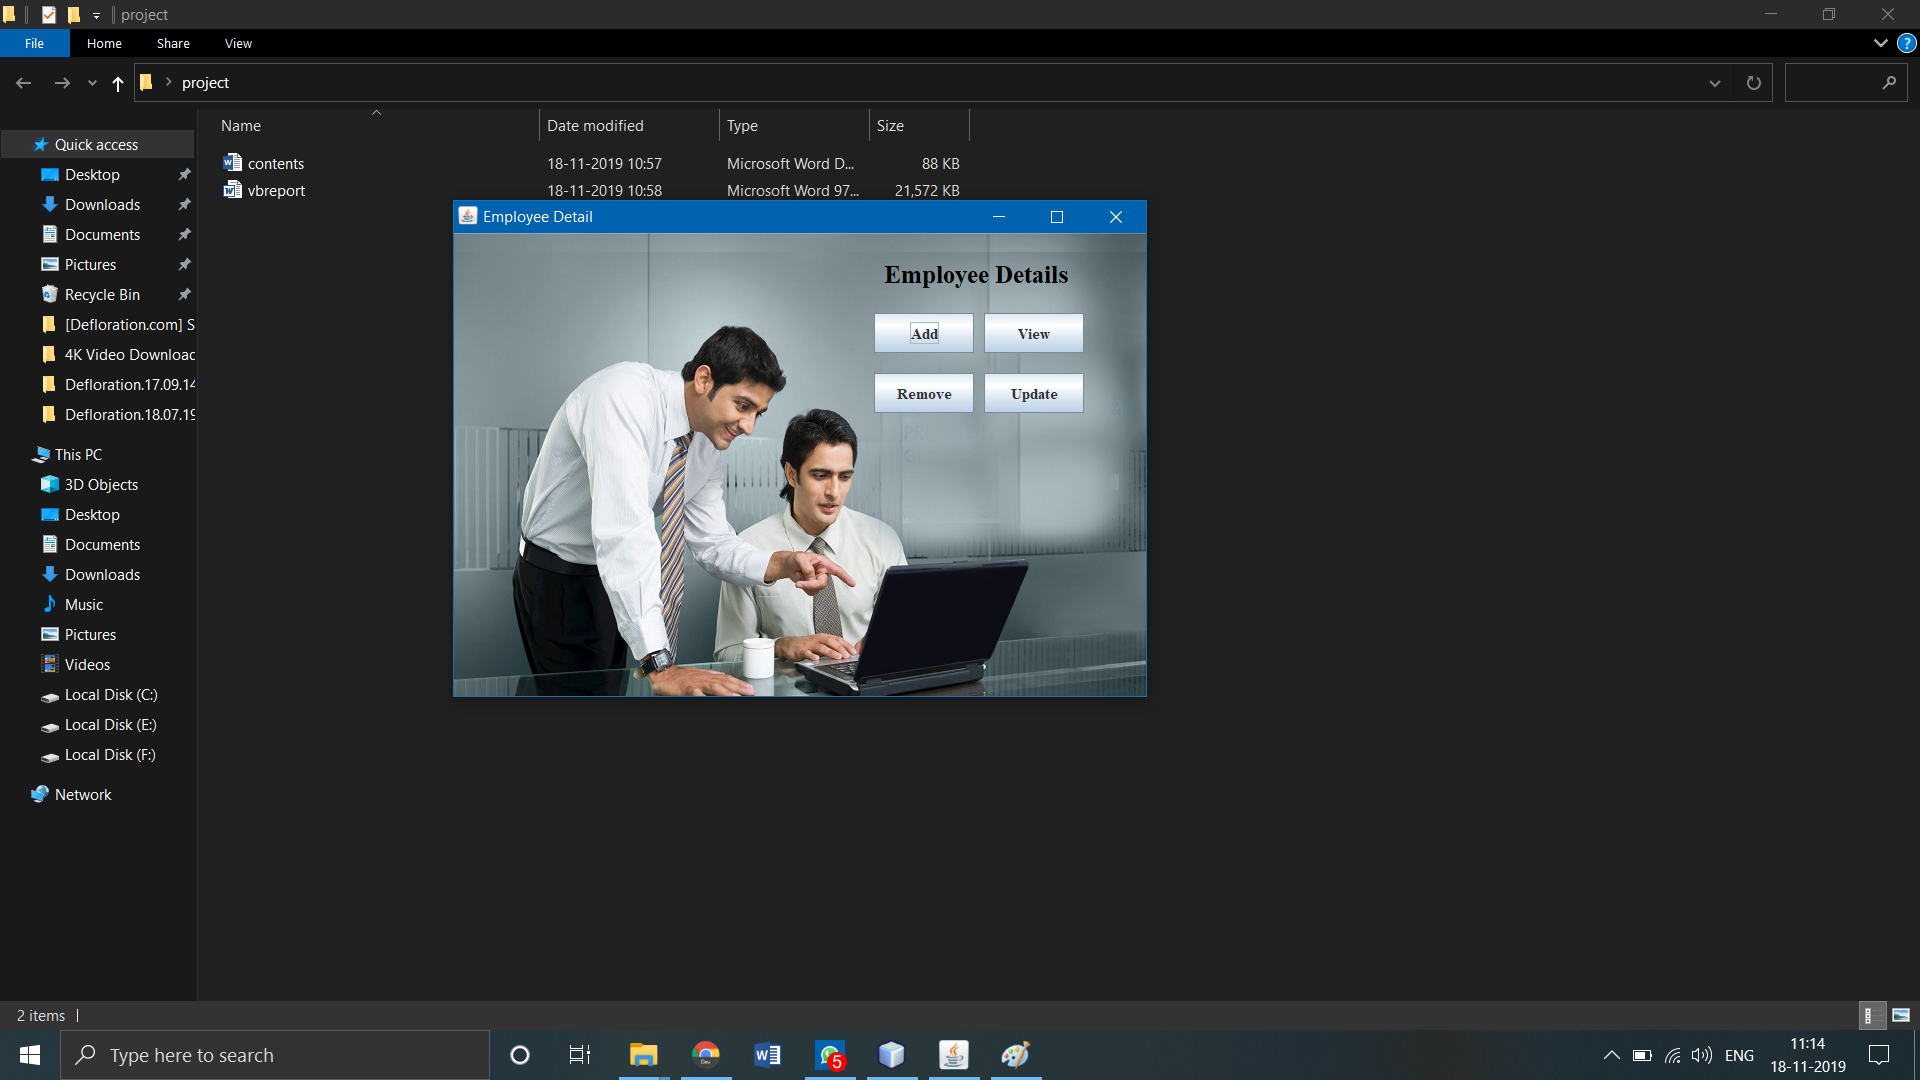 project
File Home Share View
project
Name Date modified Type Size
contents 18-11-2019 10:57 Microsoft Word D... 88 KB
vbreport 18-11-2019 10:58 Microsoft Word 97... 21,572 KB
Quick access
Desktop
Downloads
Documents
Pictures
Recycle Bin
[Defloration.com] S
4K Video Downloac
Defloration.17.09.14
Defloration.18.07.19
This PC
3D Objects
Desktop
Documents
Downloads
Music
Pictures
Videos
Local Disk (C:)
Local Disk (E:)
Local Disk (F:)
Network
Employee Detail
Employee Details
Add View
Remove Update
2 items
Type here to search
Dev
5
ENG
11:14
18-11-2019